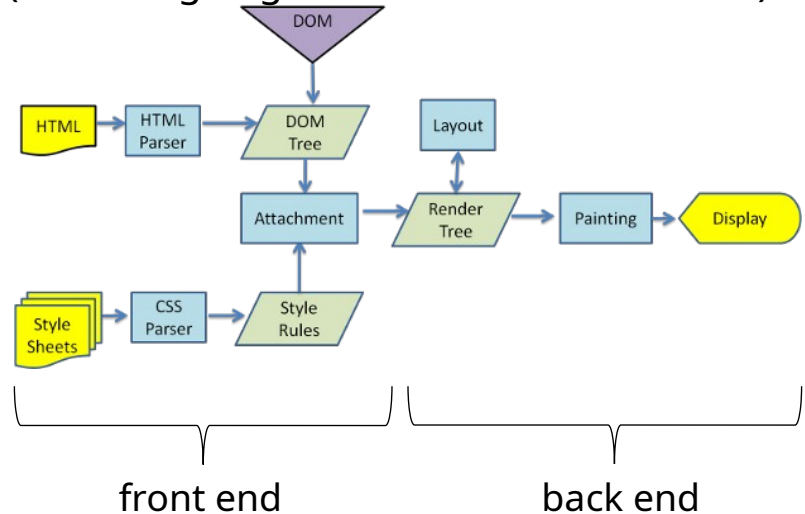 DOM
HTML
HTML
Parser
DOM
Tree
Layout
Attachment
Render
Tree
Painting
Display
Style
Sheets
CSS
Parser
Style
Rules
front end
back end